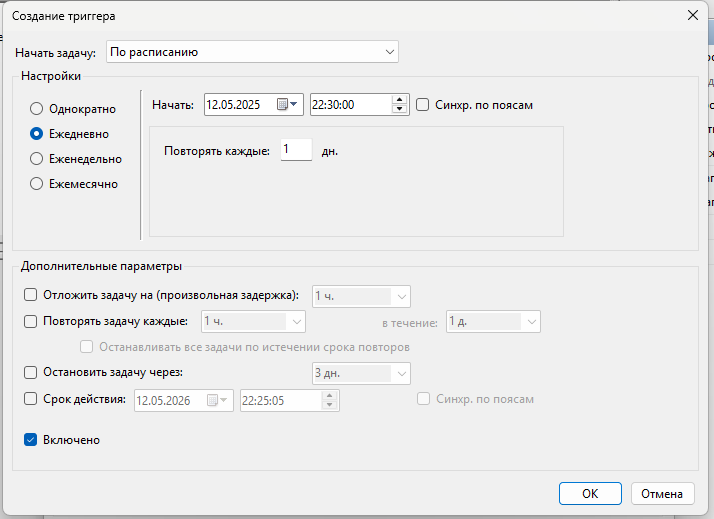 Создание триггера
Начать задачу: По расписанию
Настройки
Однократно
Ежедневно
Еженедельно
Ежемесячно
Начать: 12.05.2025 22:30:00 Синхр. по поясам
Повторять каждые: 1 дн.
Дополнительные параметры
Отложить задачу на (произвольная задержка): 1 ч.
Повторять задачу каждые: 1 ч. в течение: 1 д.
Останавливать все задачи по истечении срока повторов
Остановить задачу через: 3 дн.
Срок действия: 12.05.2026 22:25:05 Синхр. по поясам
Включено
ОК Отмена